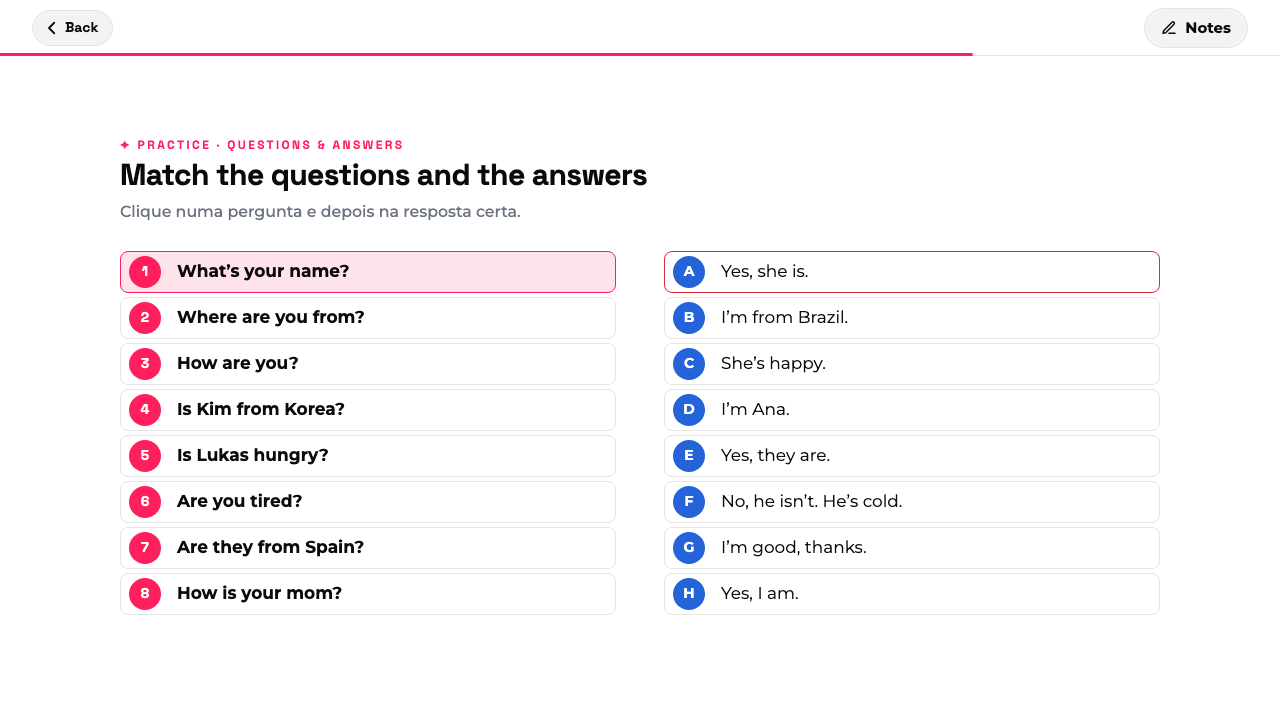 Back
Notes
✦ PRACTICE · QUESTIONS & ANSWERS
Match the questions and the answers
Clique numa pergunta e depois na resposta certa.
1 What’s your name?
A Yes, she is.
2 Where are you from?
B I’m from Brazil.
3 How are you?
C She’s happy.
4 Is Kim from Korea?
D I’m Ana.
5 Is Lukas hungry?
E Yes, they are.
6 Are you tired?
F No, he isn’t. He’s cold.
7 Are they from Spain?
G I’m good, thanks.
8 How is your mom?
H Yes, I am.